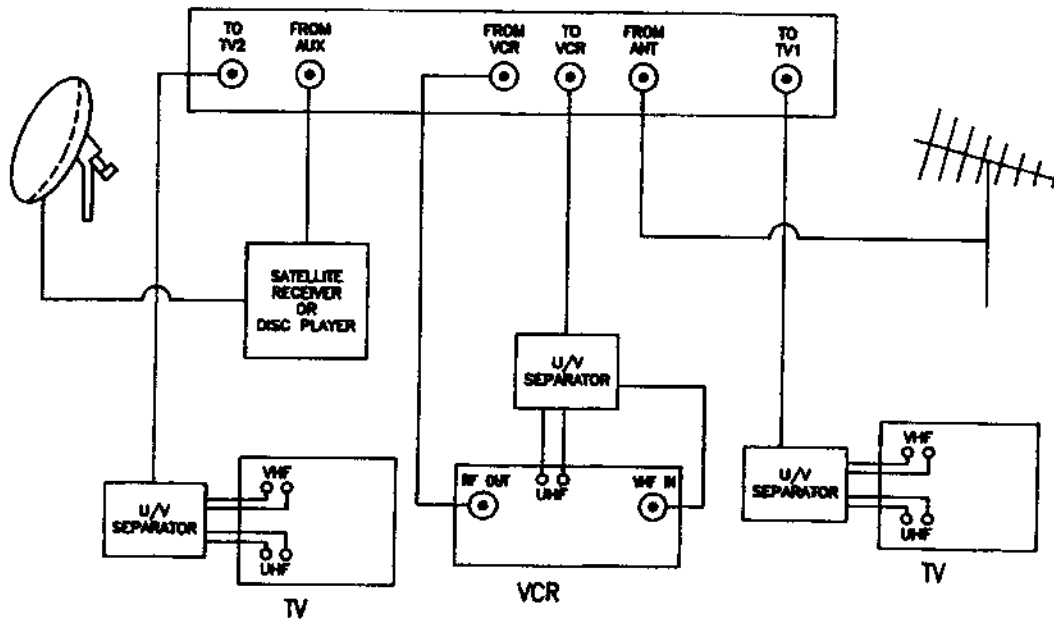 TO
TV2
FROM
AUX
FROM
VCR
TO
VCR
FROM
ANT
TO
TV1
SATELLITE
RECEIVER
OR
DISC PLAYER
U/V
SEPARATOR
VHF
U/V
SEPARATOR
UHF
TV
RF OUT
UHF
VHF IN
VCR
VHF
U/V
SEPARATOR
UHF
TV